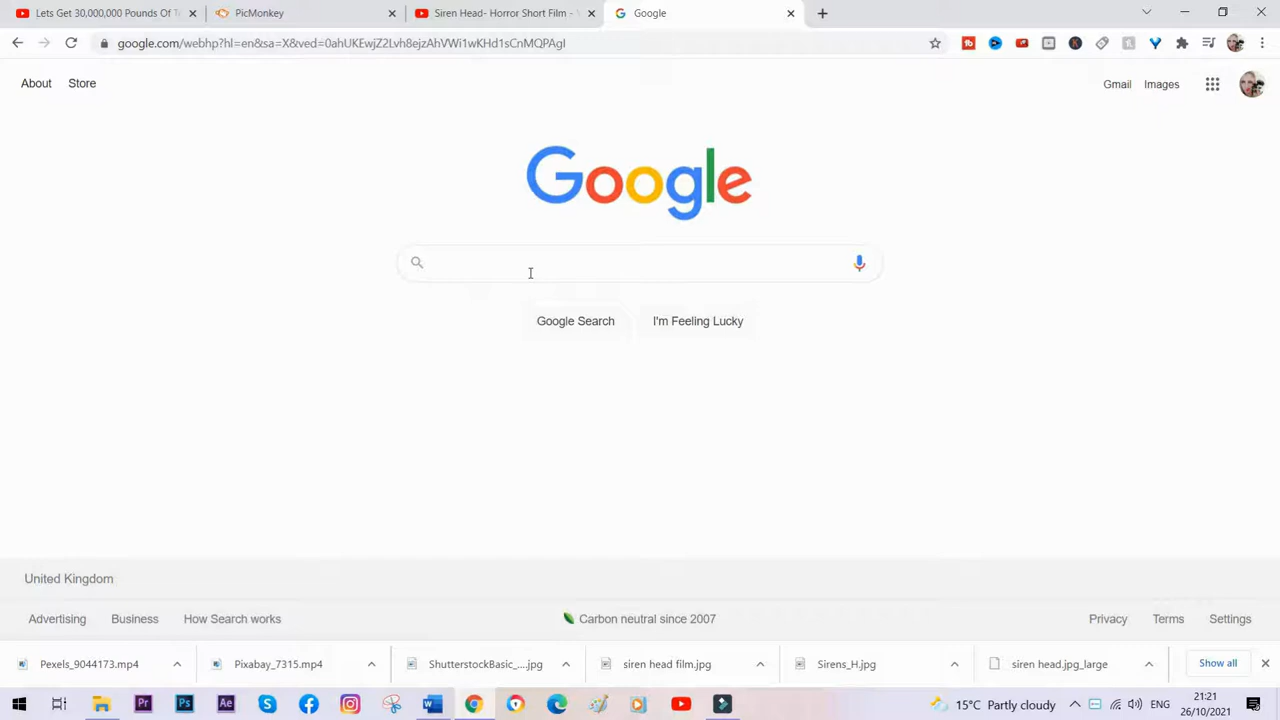 Lets Get 30,000,000 Pounds Of T
PicMonkey
Siren Head- Horror Short Film -
Google
google.com/webhp?hl=en&sa=X&ved=0ahUKEwjZ2Lvh8ejzAhVWi1wKHd1sCnMQPAgI
About
Store
Gmail
Images
Google
Google Search
I'm Feeling Lucky
United Kingdom
Advertising
Business
How Search works
Carbon neutral since 2007
Privacy
Terms
Settings
Pexels_9044173.mp4
Pixabay_7315.mp4
ShutterstockBasic_....jpg
siren head film.jpg
Sirens_H.jpg
siren head.jpg_large
Show all
Pr
Ps
Ae
15°C Partly cloudy
ENG
21:21
26/10/2021